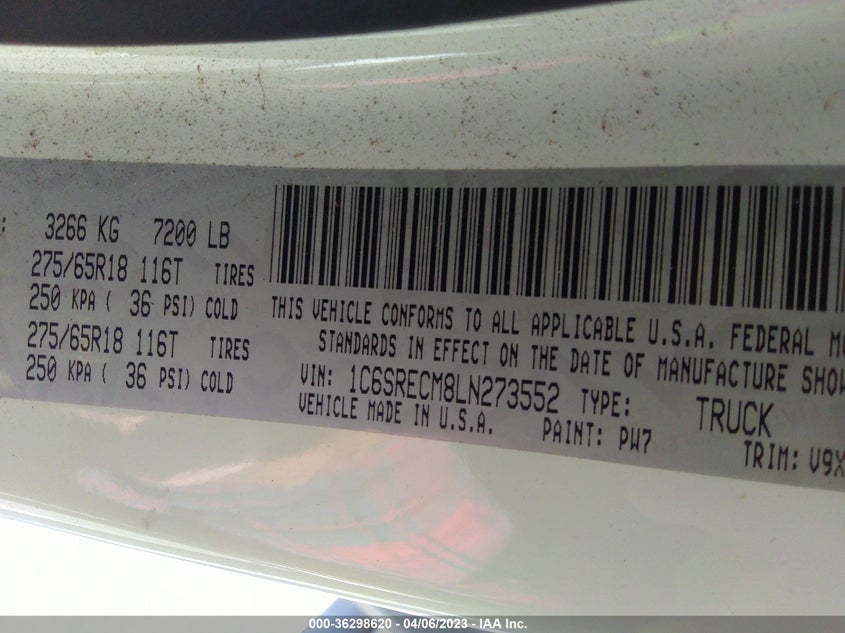 3266 KG 7200 LB
275/65R18 116T TIRES
250 KPA ( 36 PSI) COLD
275/65R18 116T TIRES
250 KPA ( 36 PSI) COLD
THIS VEHICLE CONFORMS TO ALL APPLICABLE U.S.A. FEDERAL M
STANDARDS IN EFFECT ON THE DATE OF MANUFACTURE SHOW
VIN: 1C6SRECM8LN273552 TYPE: TRUCK
VEHICLE MADE IN U.S.A. PAINT: PW7 TRIM: V9X
000-36298620 - 04/06/2023 - IAA Inc.